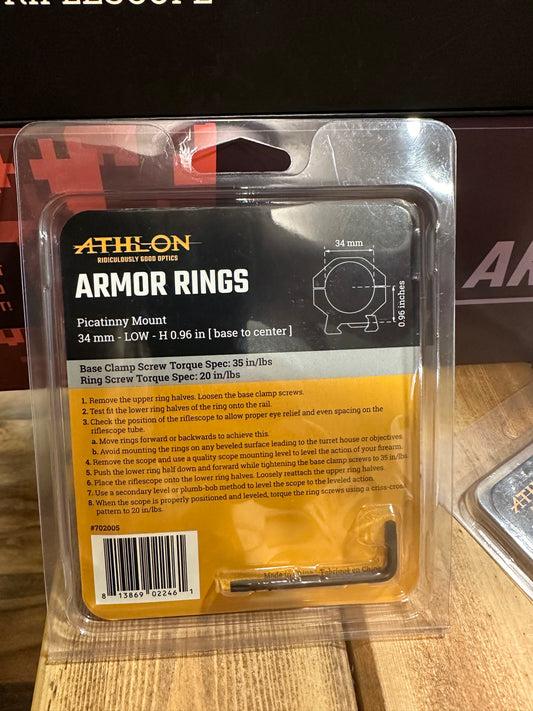 RIFLESCOPE
ATHLON
RIDICULOUSLY GOOD OPTICS
ARMOR RINGS
Picatinny Mount
34 mm - LOW - H 0.96 in [ base to center ]
34 mm
0.96 inches
Base Clamp Screw Torque Spec: 35 in/lbs
Ring Screw Torque Spec: 20 in/lbs
1. Remove the upper ring halves. Loosen the base clamp screws.
2. Test fit the lower ring halves of the ring onto the rail.
3. Check the position of the riflescope to allow proper eye relief and even spacing on the
riflescope tube.
a. Move rings forward or backwards to achieve this.
b. Avoid mounting the rings on any beveled surface leading to the turret house or objectives.
4. Remove the scope and use a quality scope mounting level to level the action of your firearm.
5. Push the lower ring half down and forward while tightening the base clamp screws to 35 in/lbs
6. Place the riflescope onto the lower ring halves. Loosely reattach the upper ring halves.
7. Use a secondary level or plumb-bob method to level the scope to the leveled action.
8. When the scope is properly positioned and leveled, torque the ring screws using a criss-cross
pattern to 20 in/lbs.
#702005
8 13869 02246 1
Made in China - Fabriqué en Chine
AR
ATHLON